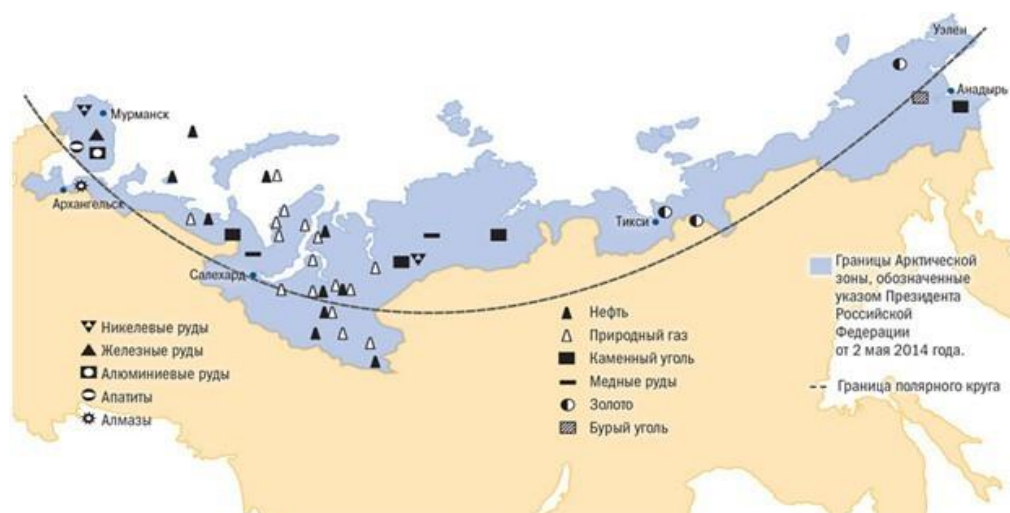 Уэлен
Анадырь
Мурманск
Архангельск
Тикси
Салехард
Границы Арктической
зоны, обозначенные
указом Президента
Российской
Федерации
от 2 мая 2014 года.
Граница полярного круга
Никелевые руды
Железные руды
Алюминиевые руды
Апатиты
Алмазы
Нефть
Природный газ
Каменный уголь
Медные руды
Золото
Бурый уголь